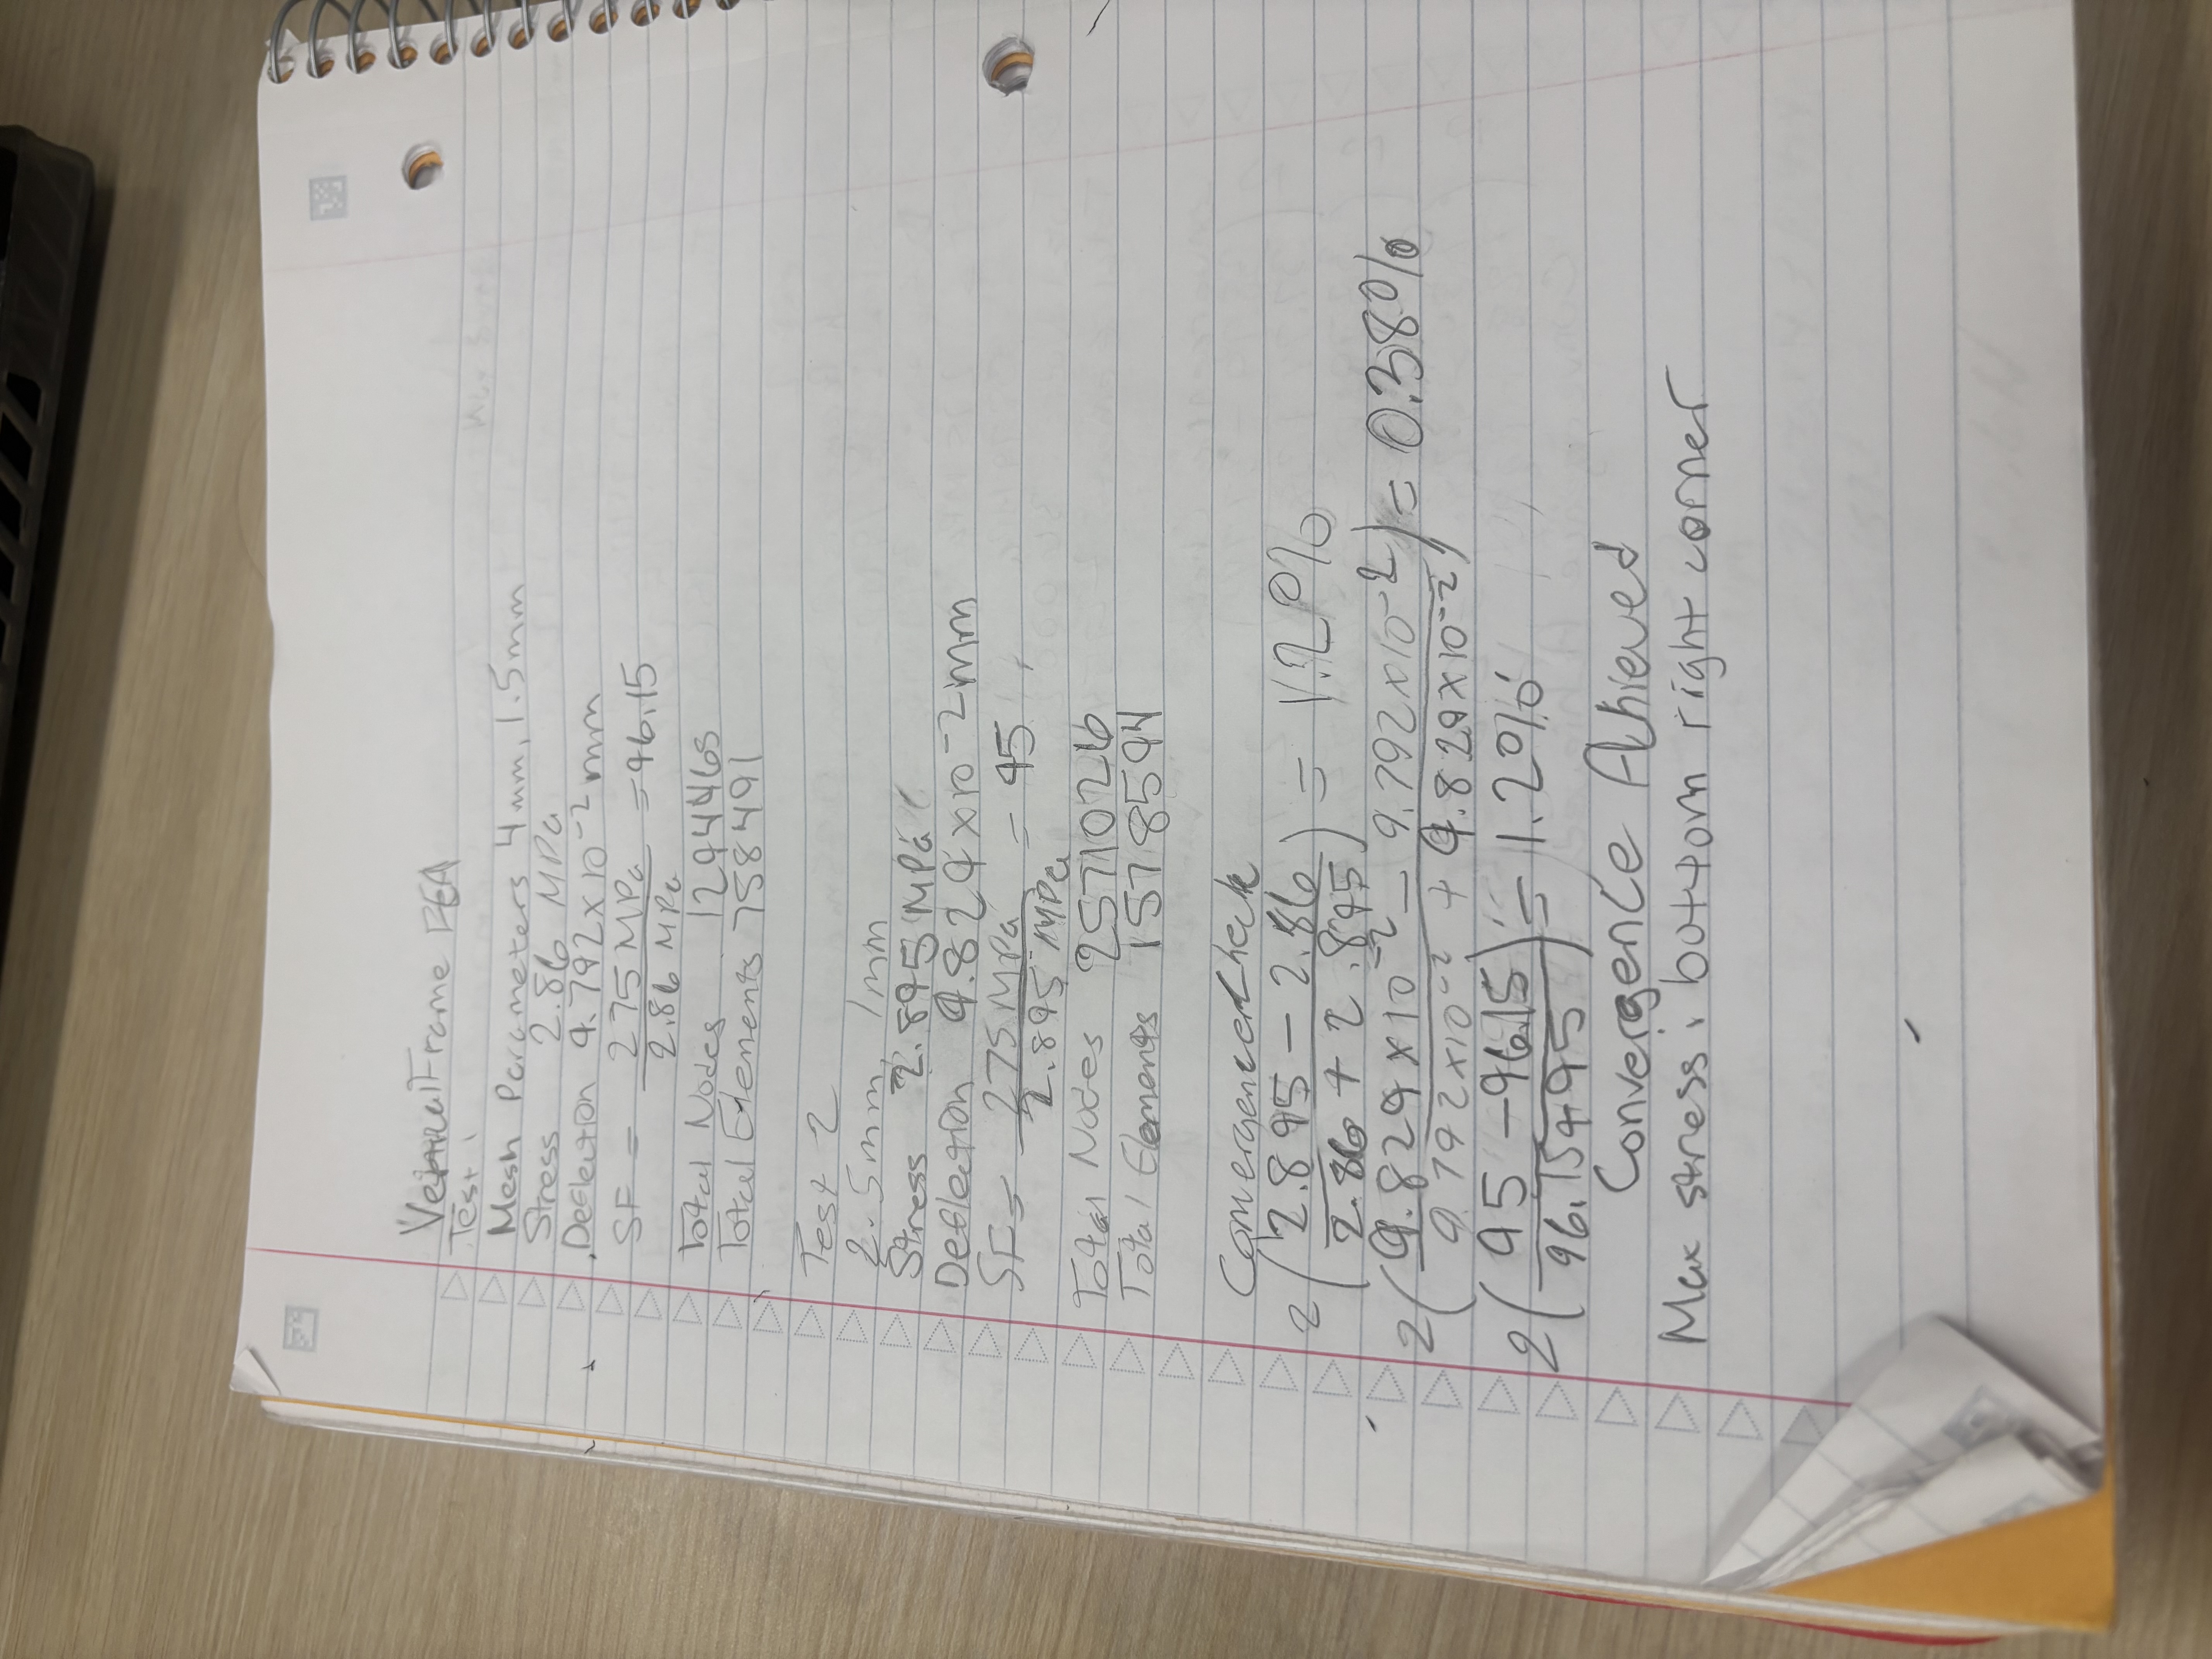 Vertical Frame FEA
Test 1
Mesh Parameters 4mm, 1.5mm
Stress 2.86 MPa
Deflection 9.792x10⁻² mm
SF = 275 MPa / 2.86 MPa = 96.15
Total Nodes 1294465
Total Elements 758491
Test 2
2.5mm, 1mm
Stress 2.895 MPa
Deflection 9.829x10⁻² mm
SF = 275 MPa / 2.895 MPa = 95
Total Nodes 2571026
Total Elements 1578594
Convergence Check
2(2.895 - 2.86 / 2.86 + 2.895) = 1.2%
2(9.829x10⁻² - 9.792x10⁻² / 9.792x10⁻² + 9.829x10⁻²) = 0.38%
2(95 - 96.15 / 96.15+95) = 1.2%
Convergence Achieved
Max stress: bottom right corner